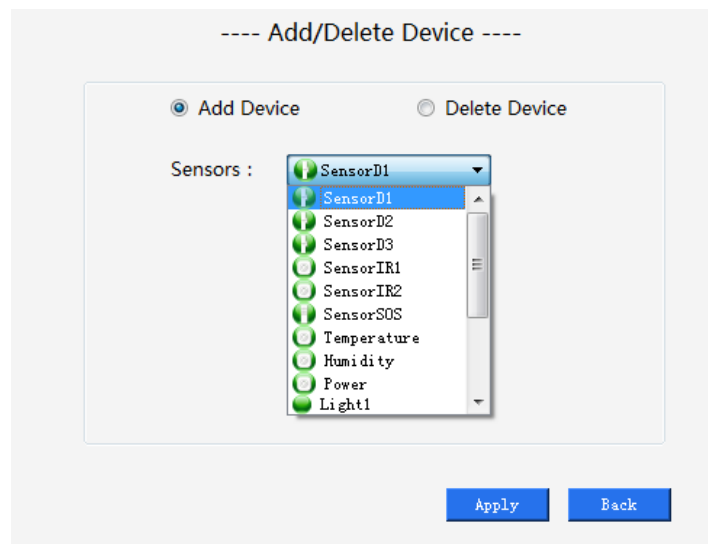 ---- Add/Delete Device ----
Add Device Delete Device
Sensors : SensorD1
SensorD1
SensorD2
SensorD3
SensorIR1
SensorIR2
SensorSOS
Temperature
Humidity
Power
Light1
Apply Back